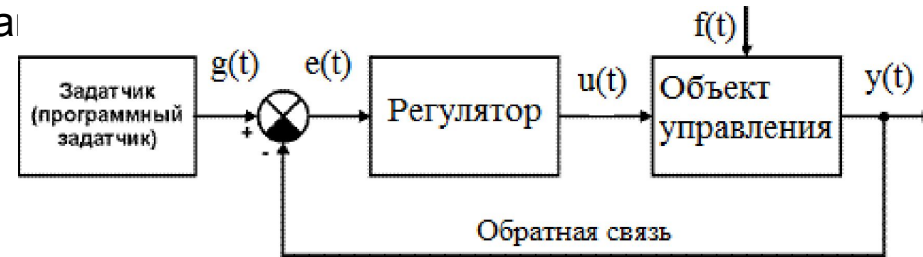 f(t)
g(t)
e(t)
u(t)
y(t)
Задатчик
(программный
задатчик)
+
-
Регулятор
Объект
управления
Обратная связь